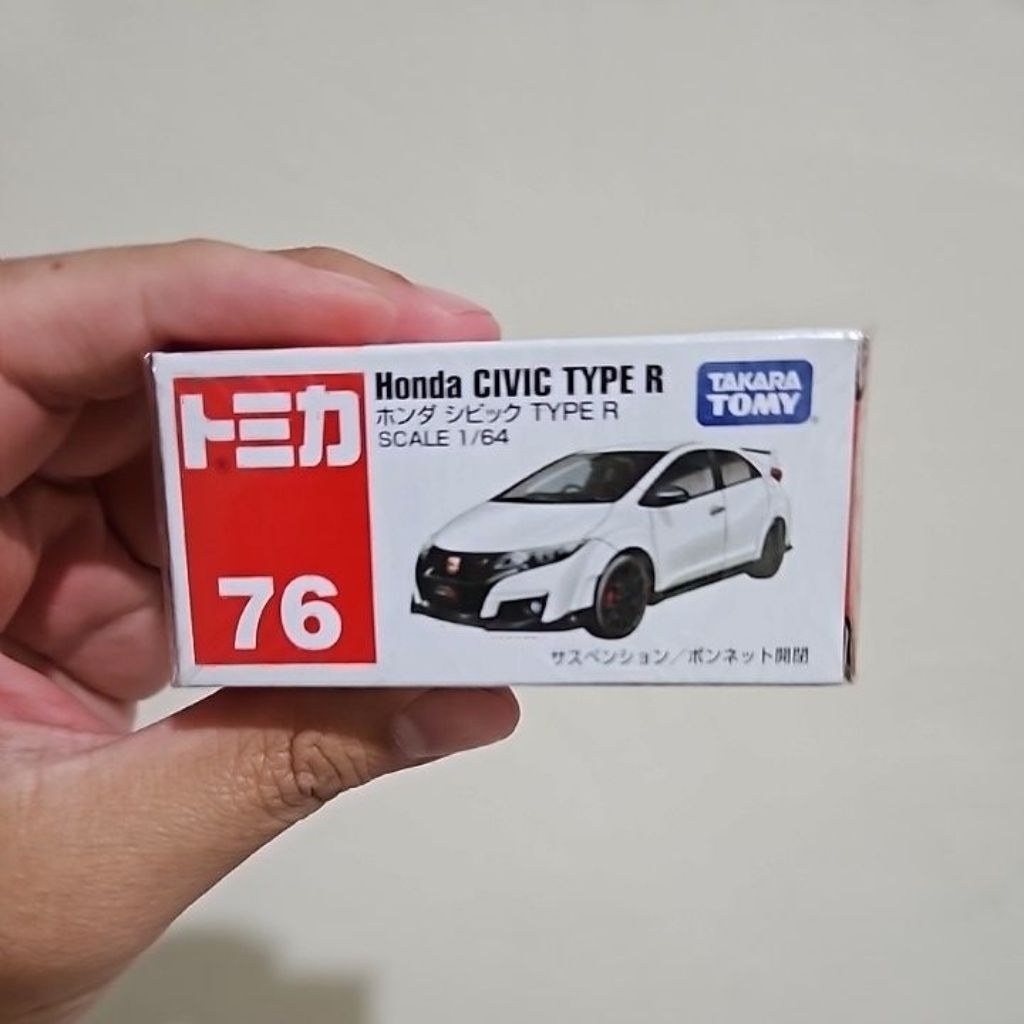 トミカ
76
Honda CIVIC TYPE R
ホンダ シビック TYPE R
SCALE 1/64
TAKARA
TOMY
サスペンション／ボンネット開閉